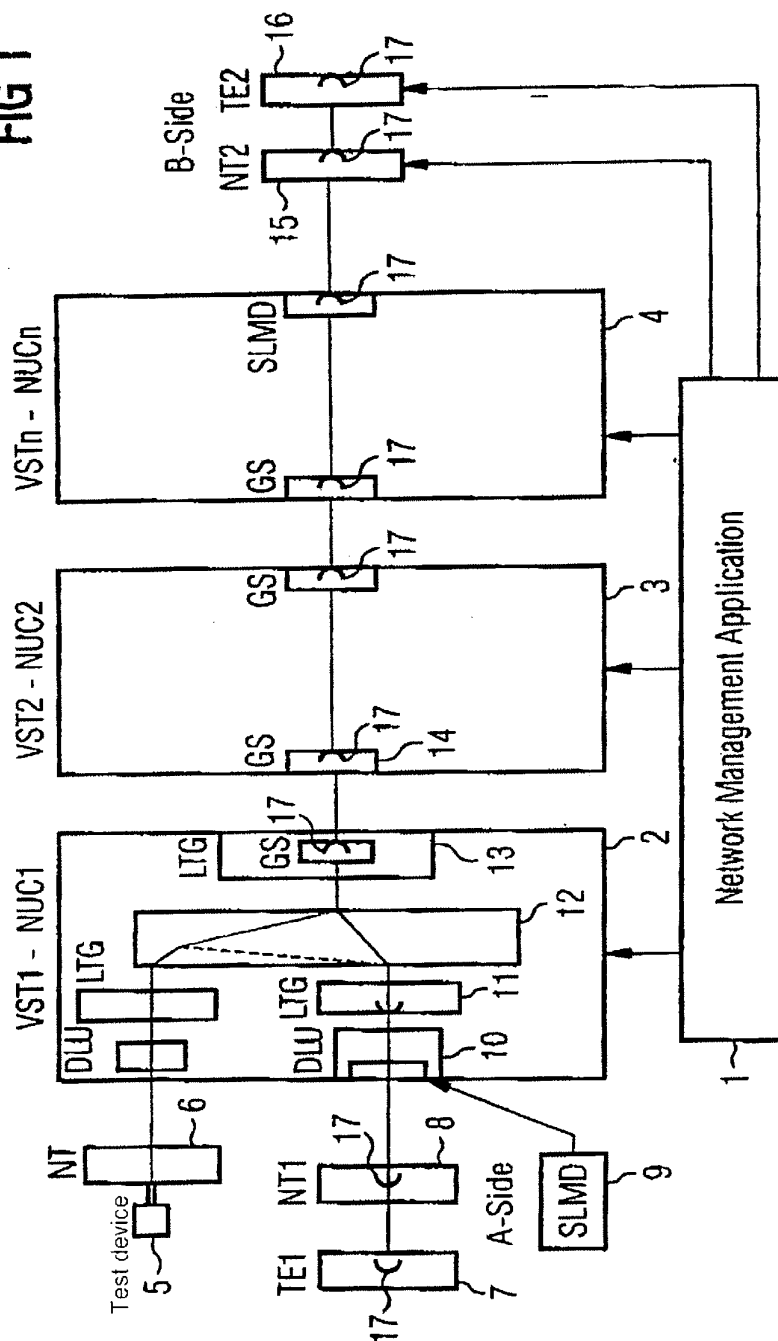 FIG 1
VST1 - NUC1
VST2 - NUC2
VSTn - NUCn
B-Side
Test device
5
NT
6
DLU
LTG
LTG
GS
17
13
12
GS
17
14
GS
17
GS
17
SLMD
17
NT2
15
17
TE2
16
17
TE1
7
17
NT1
17
8
A-Side
SLMD
9
DLU
10
LTG
11
2
3
4
Network Management Application
1